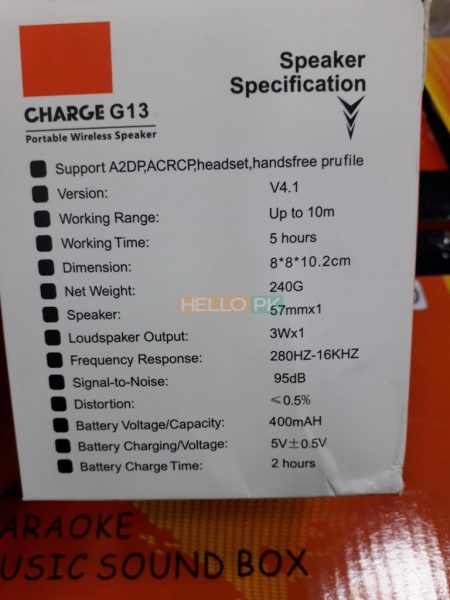 Speaker
Specification
CHARGE G13
Portable Wireless Speaker
Support A2DP,ACRCP,headset,handsfree prufile
Version: V4.1
Working Range: Up to 10m
Working Time: 5 hours
Dimension: 8*8*10.2cm
Net Weight: 240G
HELLO PK
Speaker: 57mmx1
Loudspaker Output: 3Wx1
Frequency Response: 280HZ-16KHZ
Signal-to-Noise: 95dB
Distortion: ≤0.5%
Battery Voltage/Capacity: 400mAH
Battery Charging/Voltage: 5V±0.5V
Battery Charge Time: 2 hours
ARAOKE
USIC SOUND BOX